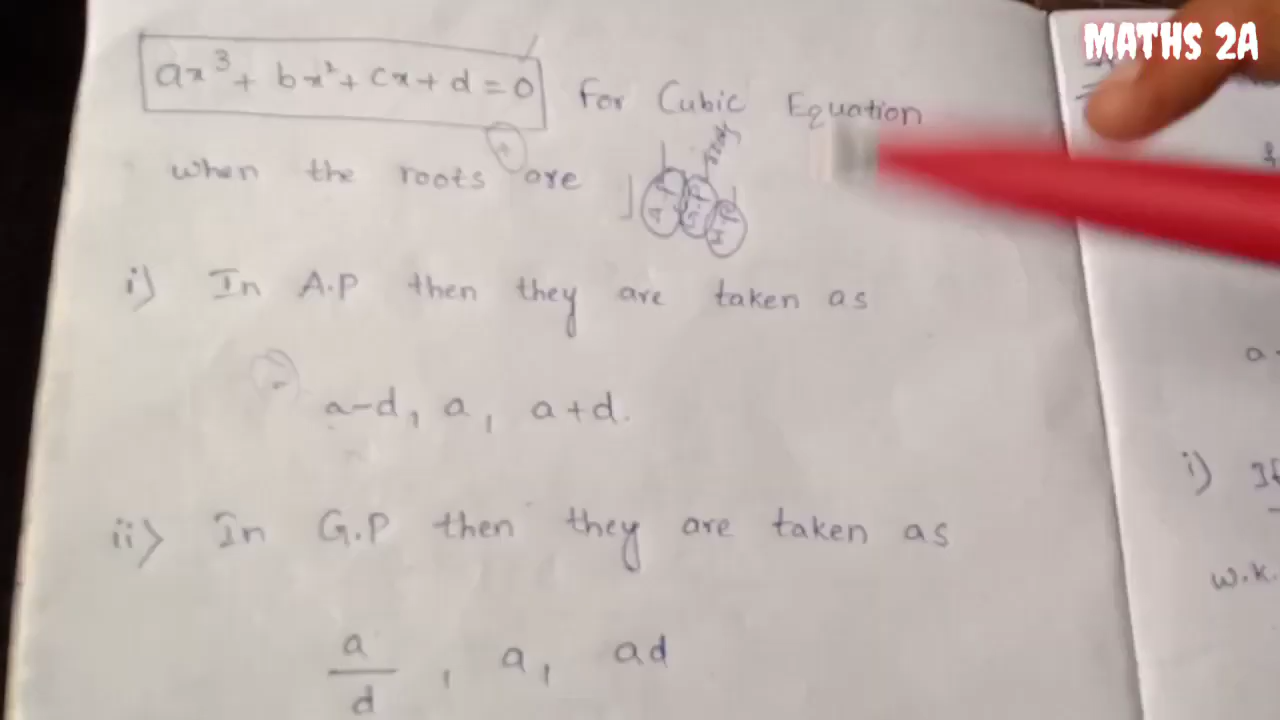 MATHS 2A
ax³ + bx² + cx + d = 0 For Cubic Equation
when the roots are
i) In A.P then they are taken as
a-d, a, a+d.
ii) In G.P then they are taken as
a/d, a, ad
a
i) If
w.k.